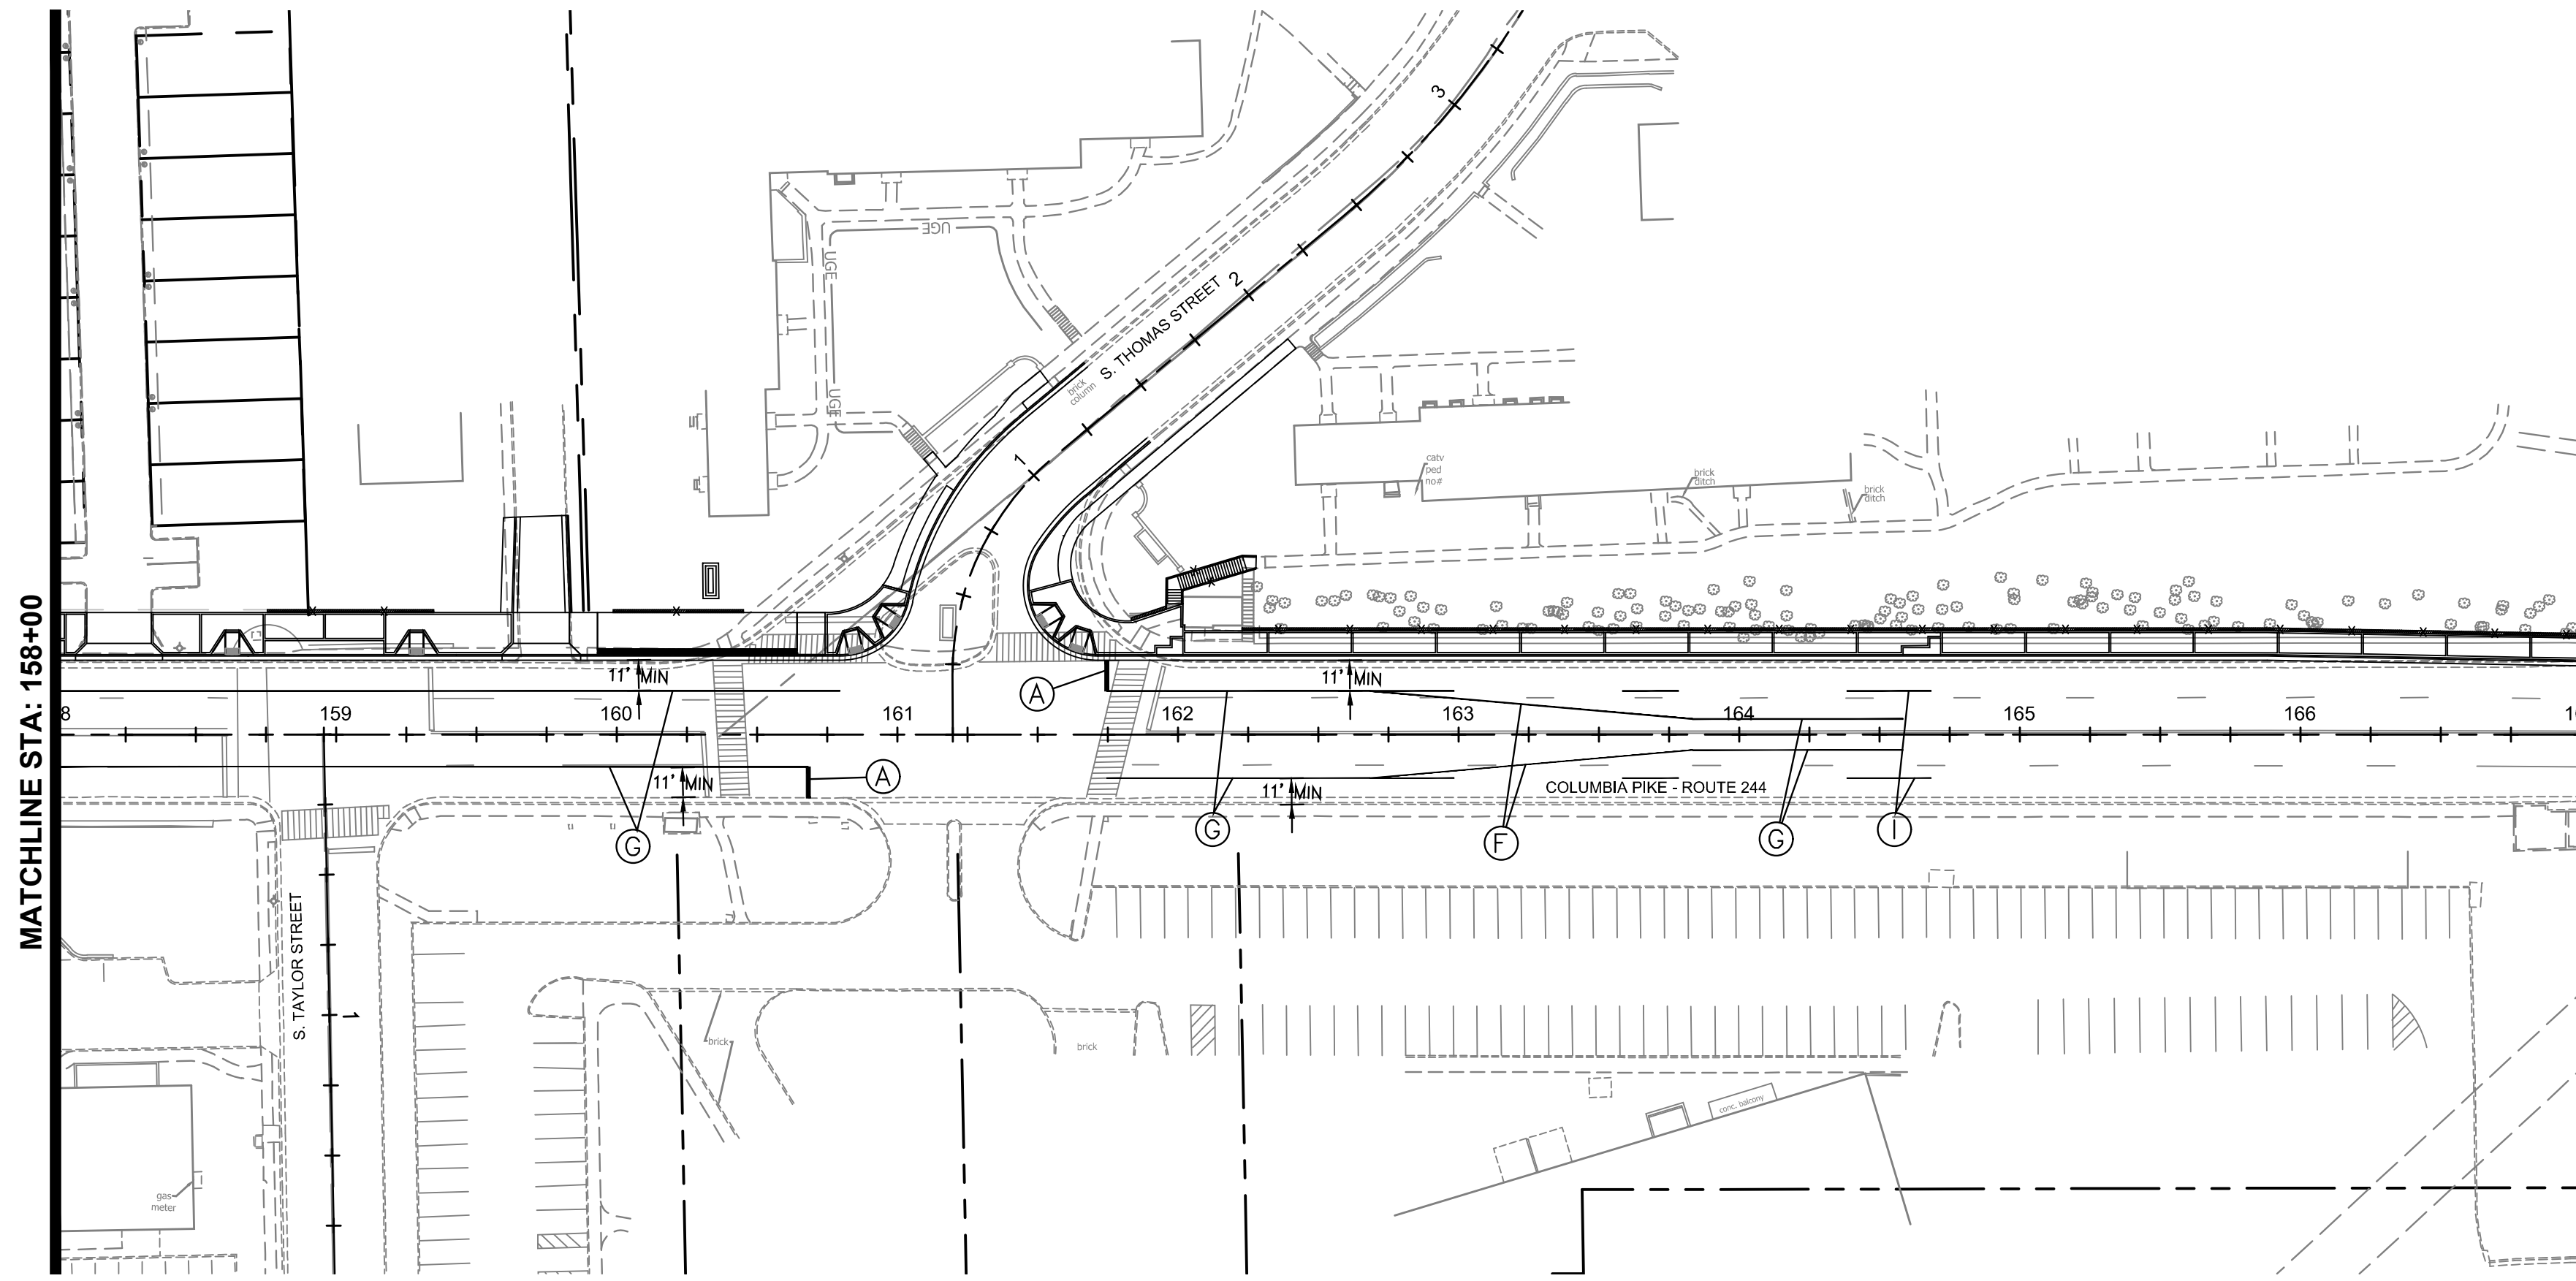 MATCHLINE STA: 158+00
3
UGE
UGE
2
S. THOMAS STREET
brick
column
UGE
1
catv
ped
no#
brick
ditch
brick
ditch
11' MIN
A
11' MIN
8
159
160
161
162
163
164
165
166
A
11' MIN
11' MIN
COLUMBIA PIKE - ROUTE 244
G
G
F
G
I
S. TAYLOR STREET
1
brick
brick
conc. balcony
gas
meter